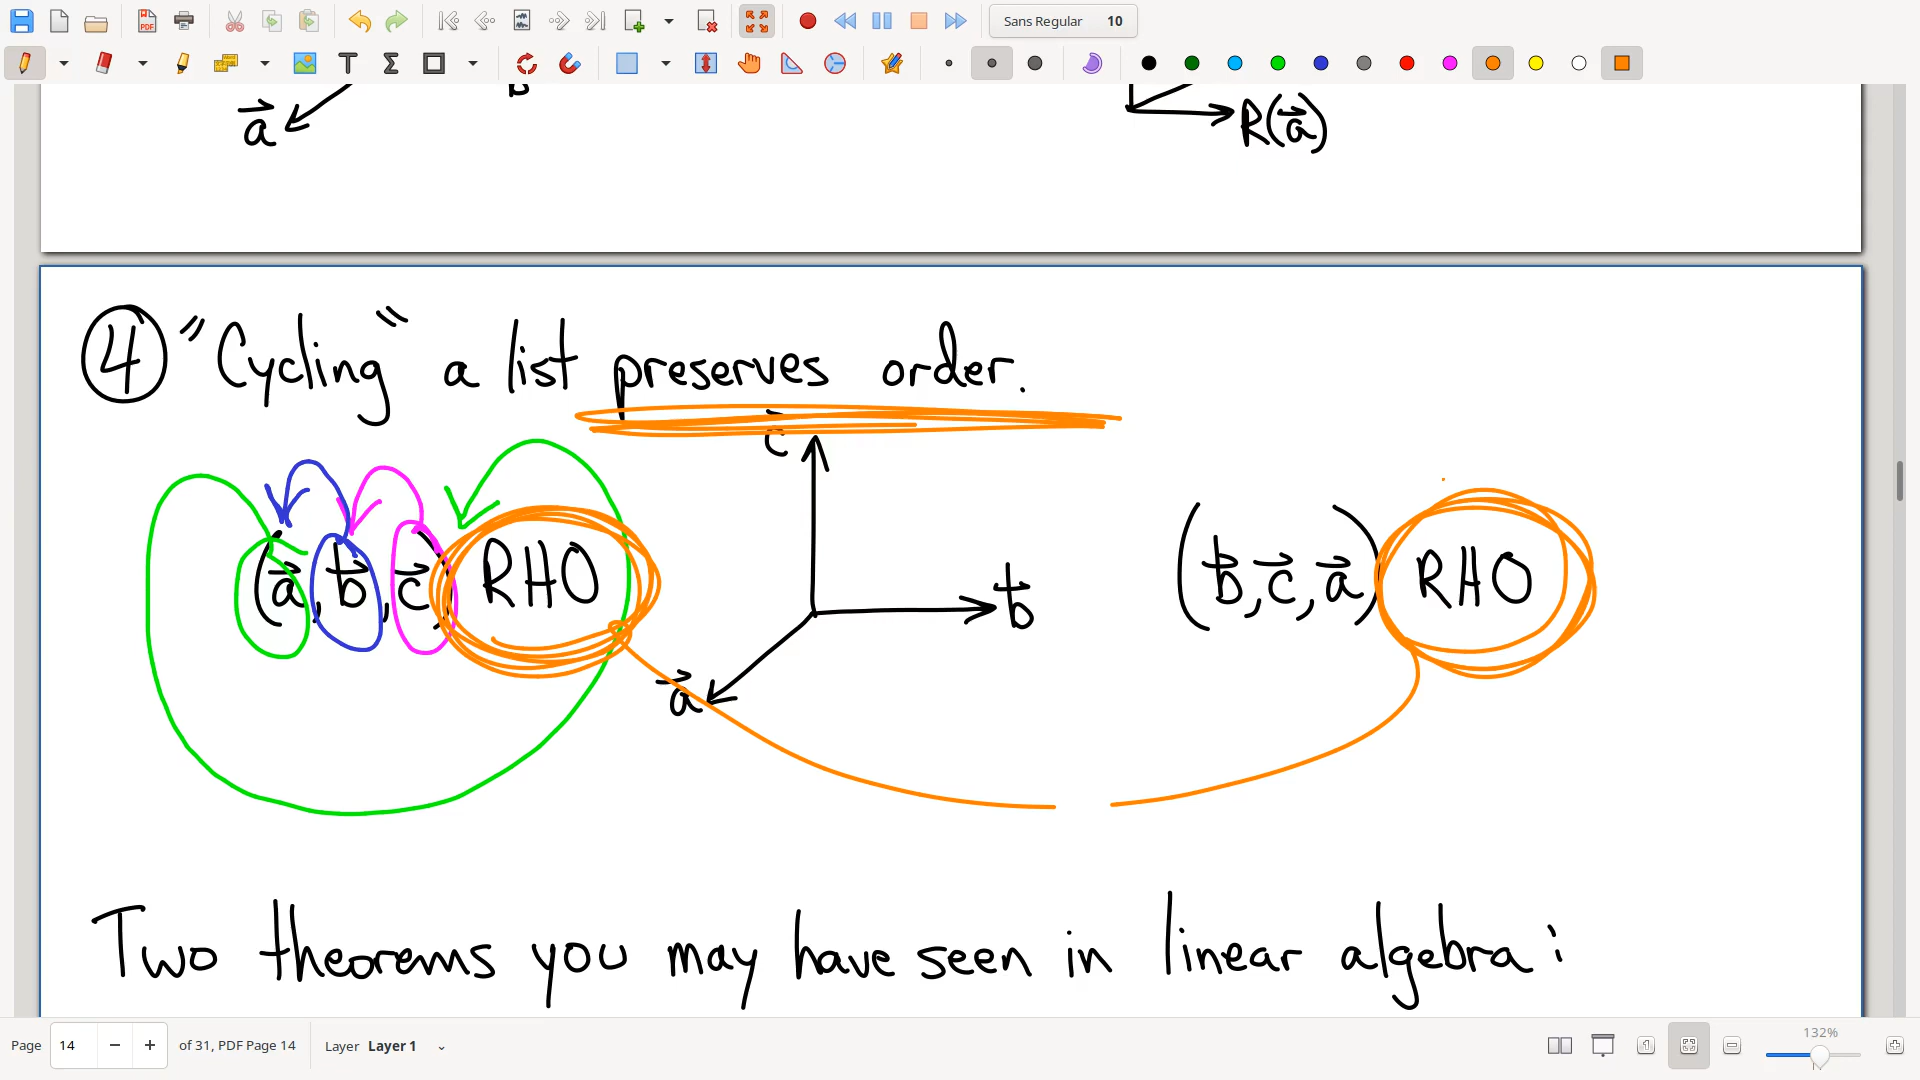 Sans Regular 10
a b R(a)
④ "Cycling" a list preserves order.
c
(a, b, c) RHO b (b, c, a) RHO
a
Two theorems you may have seen in linear algebra:
Page 14 of 31, PDF Page 14 Layer Layer 1 132%